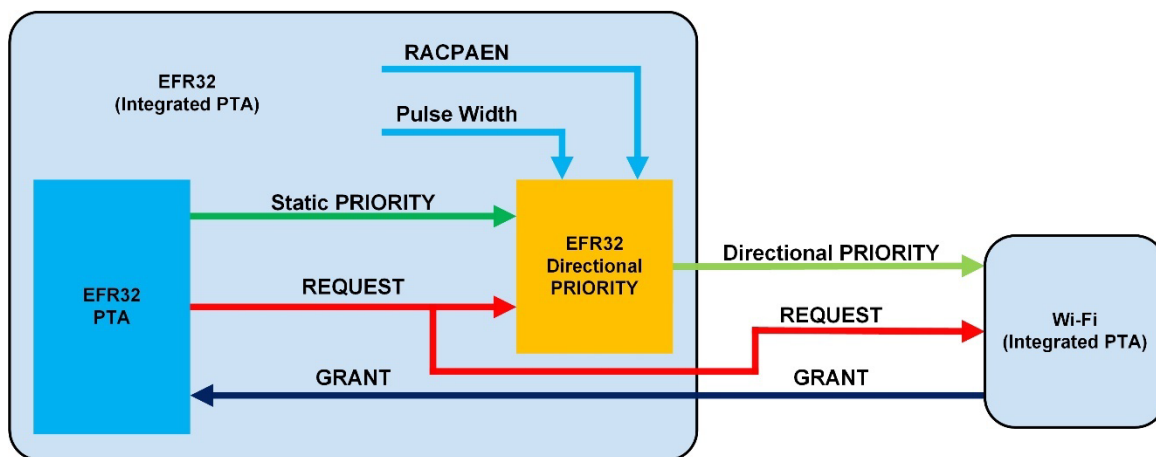 RACPAEN
EFR32
(Integrated PTA)
Pulse Width
Static PRIORITY
EFR32
Directional
PRIORITY
Directional PRIORITY
REQUEST
EFR32
PTA
REQUEST
Wi-Fi
(Integrated PTA)
GRANT
GRANT